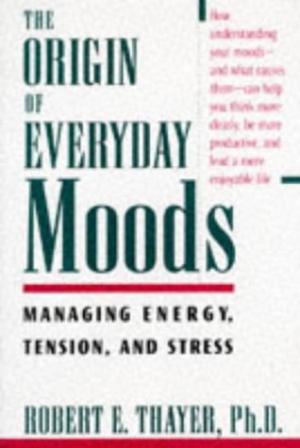 THE
ORIGIN
OF
EVERYDAY
Moods
How
understanding
your moods—
and what causes
them—can help
you think more
clearly, be more
productive, and
lead a more
enjoyable life
MANAGING ENERGY,
TENSION, AND STRESS
ROBERT E. THAYER, Ph.D.